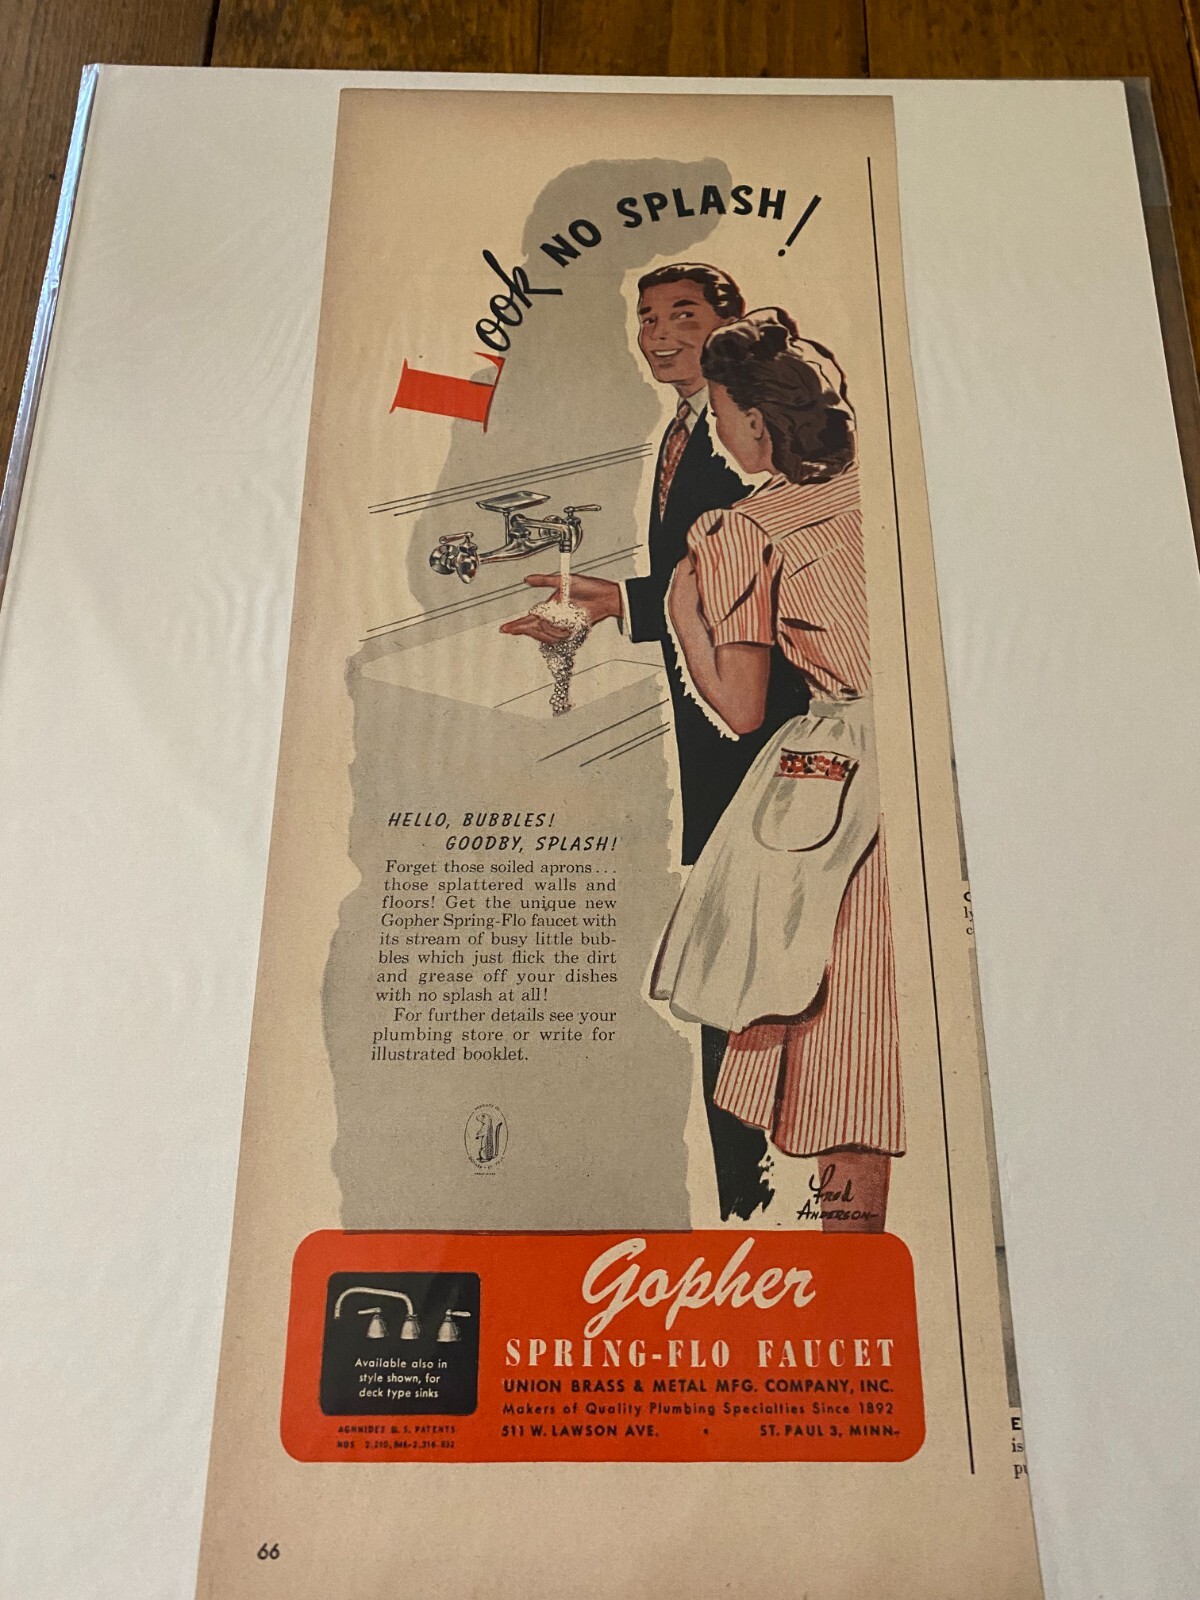 Look NO SPLASH!
HELLO, BUBBLES!
GOODBY, SPLASH!
Forget those soiled aprons...
those splattered walls and
floors! Get the unique new
Gopher Spring-Flo faucet with
its stream of busy little bub-
bles which just flick the dirt
and grease off your dishes
with no splash at all!
For further details see your
plumbing store or write for
illustrated booklet.
Fred
ANDERSON
Gopher
SPRING-FLO FAUCET
UNION BRASS & METAL MFG. COMPANY, INC.
Makers of Quality Plumbing Specialties Since 1892
511 W. LAWSON AVE. • ST. PAUL 3, MINN.
Available also in
style shown, for
deck type sinks
U. S. PATENTS
NOS
66
E
is